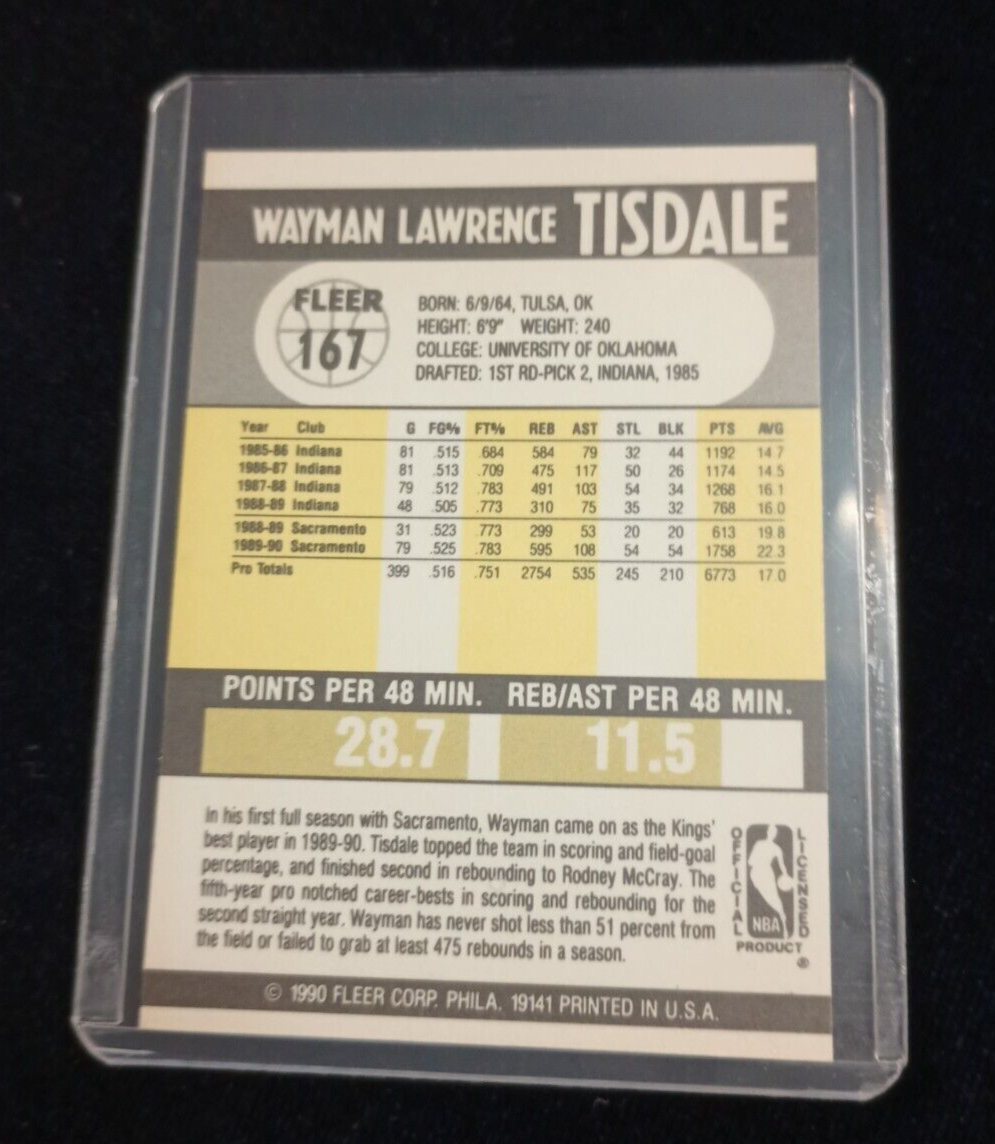 WAYMAN LAWRENCE TISDALE
FLEER
167
BORN: 6/9/64, TULSA, OK
HEIGHT: 6'9" WEIGHT: 240
COLLEGE: UNIVERSITY OF OKLAHOMA
DRAFTED: 1ST RD-PICK 2, INDIANA, 1985
Year Club G FG% FT% REB AST STL BLK PTS AVG
1985-86 Indiana 81 .515 .684 584 79 32 44 1192 14.7
1986-87 Indiana 81 .513 .709 475 117 50 26 1174 14.5
1987-88 Indiana 79 .512 .783 491 103 54 34 1268 16.1
1988-89 Indiana 48 .505 .773 310 75 35 32 768 16.0
1988-89 Sacramento 31 .523 .773 299 53 20 20 613 19.8
1989-90 Sacramento 79 .525 .783 595 108 54 54 1758 22.3
Pro Totals 399 .516 .751 2754 535 245 210 6773 17.0
POINTS PER 48 MIN. REB/AST PER 48 MIN.
28.7 11.5
In his first full season with Sacramento, Wayman came on as the Kings'
best player in 1989-90. Tisdale topped the team in scoring and field-goal
percentage, and finished second in rebounding to Rodney McCray. The
fifth-year pro notched career-bests in scoring and rebounding for the
second straight year. Wayman has never shot less than 51 percent from
the field or failed to grab at least 475 rebounds in a season.
OFFICIAL
LICENSED
NBA
PRODUCT
®
© 1990 FLEER CORP. PHILA. 19141 PRINTED IN U.S.A.